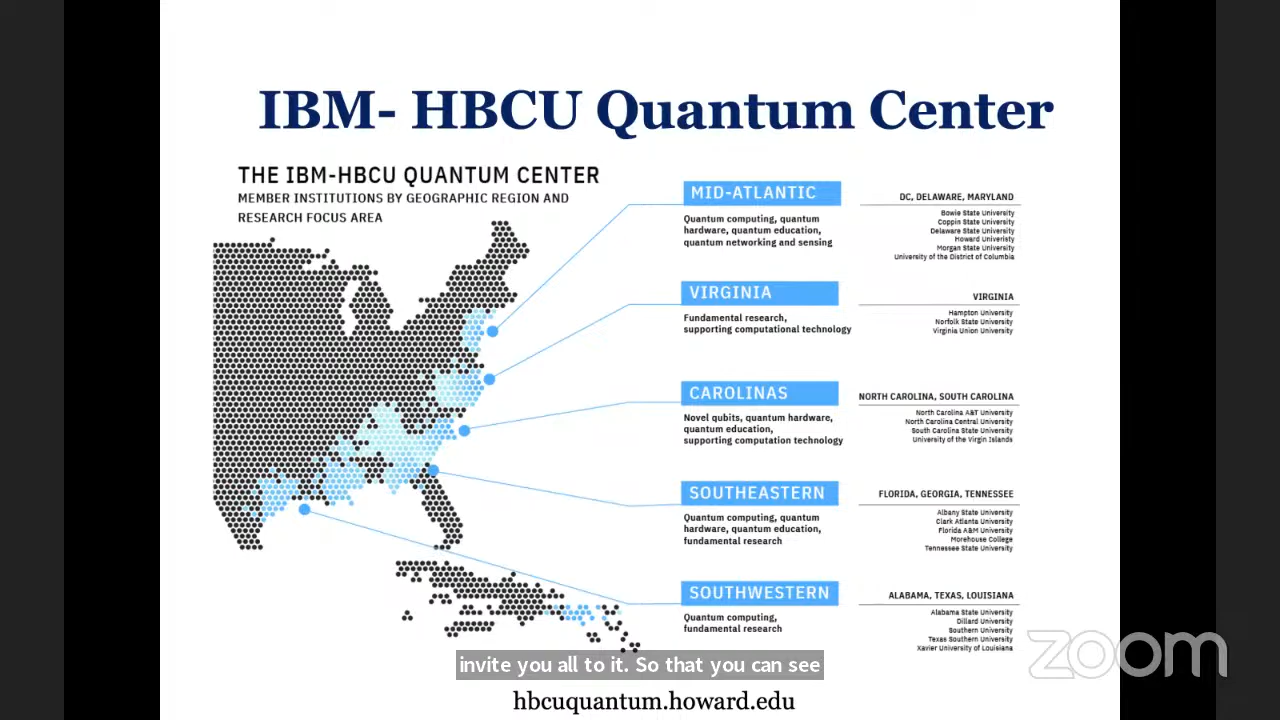 IBM- HBCU Quantum Center
THE IBM-HBCU QUANTUM CENTER
MEMBER INSTITUTIONS BY GEOGRAPHIC REGION AND
RESEARCH FOCUS AREA
MID-ATLANTIC
Quantum computing, quantum
hardware, quantum education,
quantum networking and sensing
DC, DELAWARE, MARYLAND
Bowie State University
Coppin State University
Delaware State University
Howard Univeristy
Morgan State University
University of the District of Columbia
VIRGINIA
Fundamental research,
supporting computational technology
VIRGINIA
Hampton University
Norfolk State University
Virginia Union University
CAROLINAS
Novel qubits, quantum hardware,
quantum education,
supporting computation technology
NORTH CAROLINA, SOUTH CAROLINA
North Carolina A&T University
North Carolina Central University
South Carolina State University
University of the Virgin Islands
SOUTHEASTERN
Quantum computing, quantum
hardware, quantum education,
fundamental research
FLORIDA, GEORGIA, TENNESSEE
Albany State University
Clark Atlanta University
Florida A&M University
Morehouse College
Tennessee State University
SOUTHWESTERN
Quantum computing,
fundamental research
ALABAMA, TEXAS, LOUISIANA
Alabama State University
Dillard University
Southern University
Texas Southern University
Xavier University of Louisiana
zoom
invite you all to it. So that you can see
hbcuquantum.howard.edu